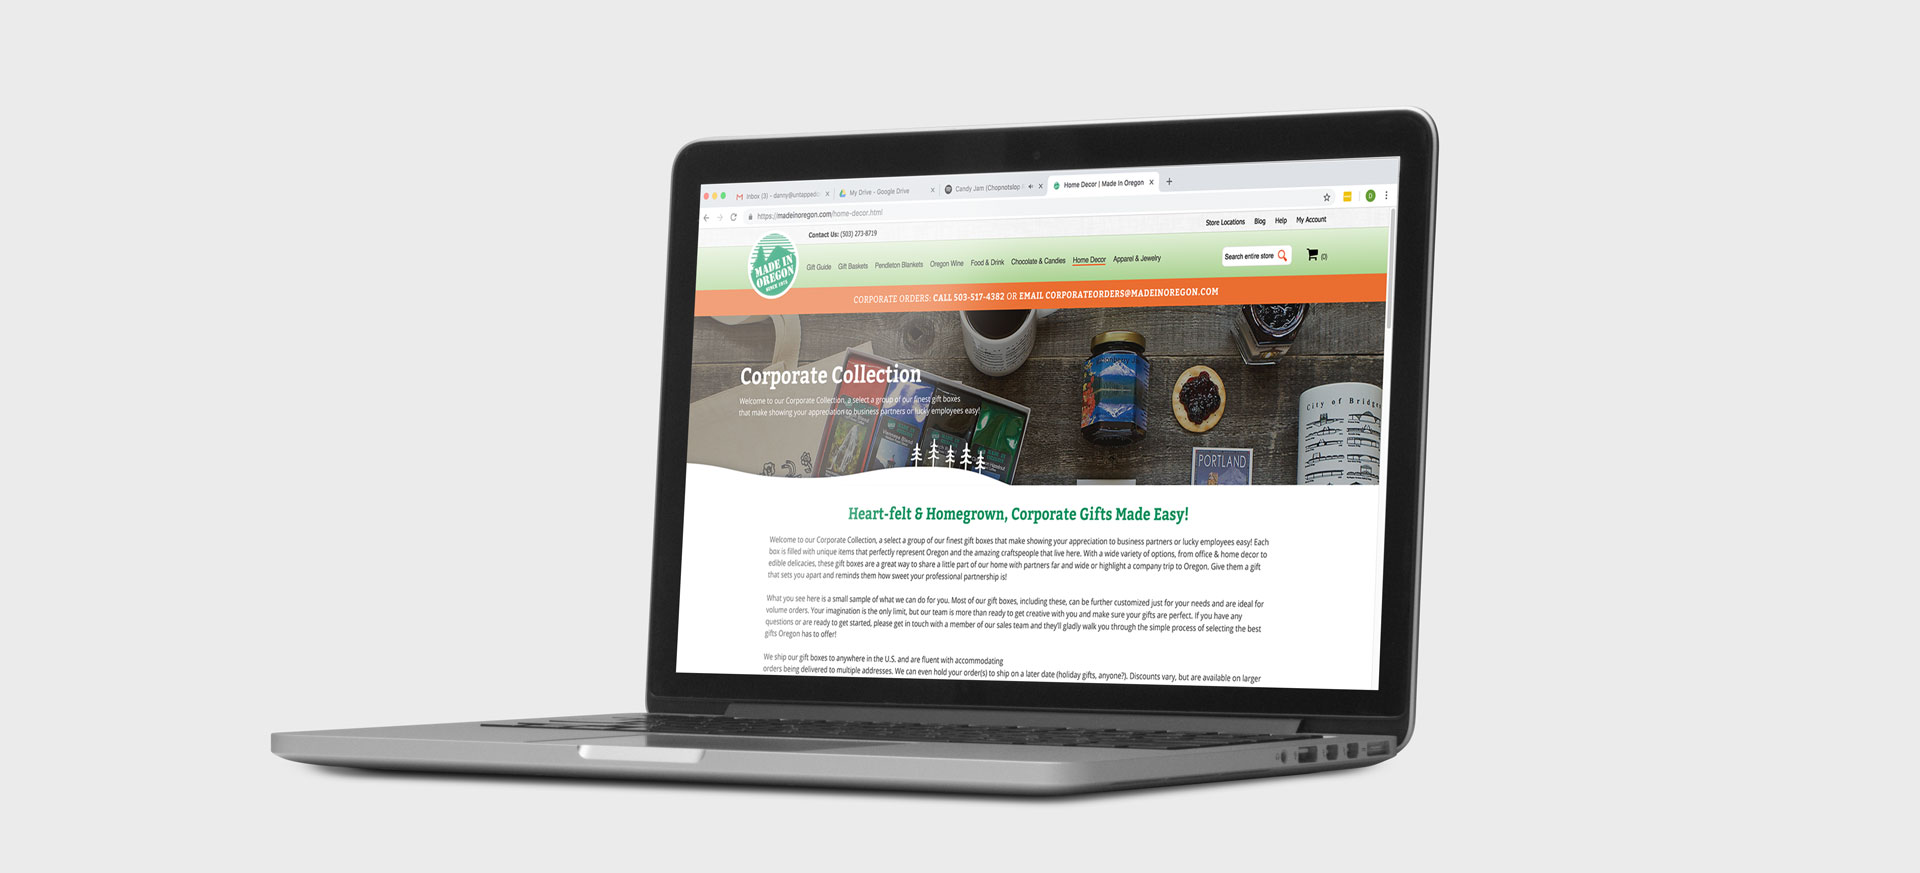 Inbox (3) - danny@untapped
My Drive - Google Drive
Candy Jam (Chopnotslop
Home Decor | Made In Oregon
https://madeinoregon.com/home-decor.html
Contact Us: (503) 273-8719
Store Locations Blog Help My Account
MADE IN
OREGON
SINCE 1975
Gift Guide Gift Baskets Pendleton Blankets Oregon Wine Food & Drink Chocolate & Candies Home Decor Apparel & Jewelry
Search entire store
(0)
CORPORATE ORDERS: CALL 503-517-4382 OR EMAIL CORPORATEORDERS@MADEINOREGON.COM
Corporate Collection
Welcome to our Corporate Collection, a select a group of our finest gift boxes
that make showing your appreciation to business partners or lucky employees easy!
City of Bridge
PORTLAND
Heart-felt & Homegrown, Corporate Gifts Made Easy!
Welcome to our Corporate Collection, a select a group of our finest gift boxes that make showing your appreciation to business partners or lucky employees easy! Each
box is filled with unique items that perfectly represent Oregon and the amazing craftspeople that live here. With a wide variety of options, from office & home decor to
edible delicacies, these gift boxes are a great way to share a little part of our home with partners far and wide or highlight a company trip to Oregon. Give them a gift
that sets you apart and reminds them how sweet your professional partnership is!
What you see here is a small sample of what we can do for you. Most of our gift boxes, including these, can be further customized just for your needs and are ideal for
volume orders. Your imagination is the only limit, but our team is more than ready to get creative with you and make sure your gifts are perfect. If you have any
questions or are ready to get started, please get in touch with a member of our sales team and they'll gladly walk you through the simple process of selecting the best
gifts Oregon has to offer!
We ship our gift boxes to anywhere in the U.S. and are fluent with accommodating
orders being delivered to multiple addresses. We can even hold your order(s) to ship on a later date (holiday gifts, anyone?). Discounts vary, but are available on larger